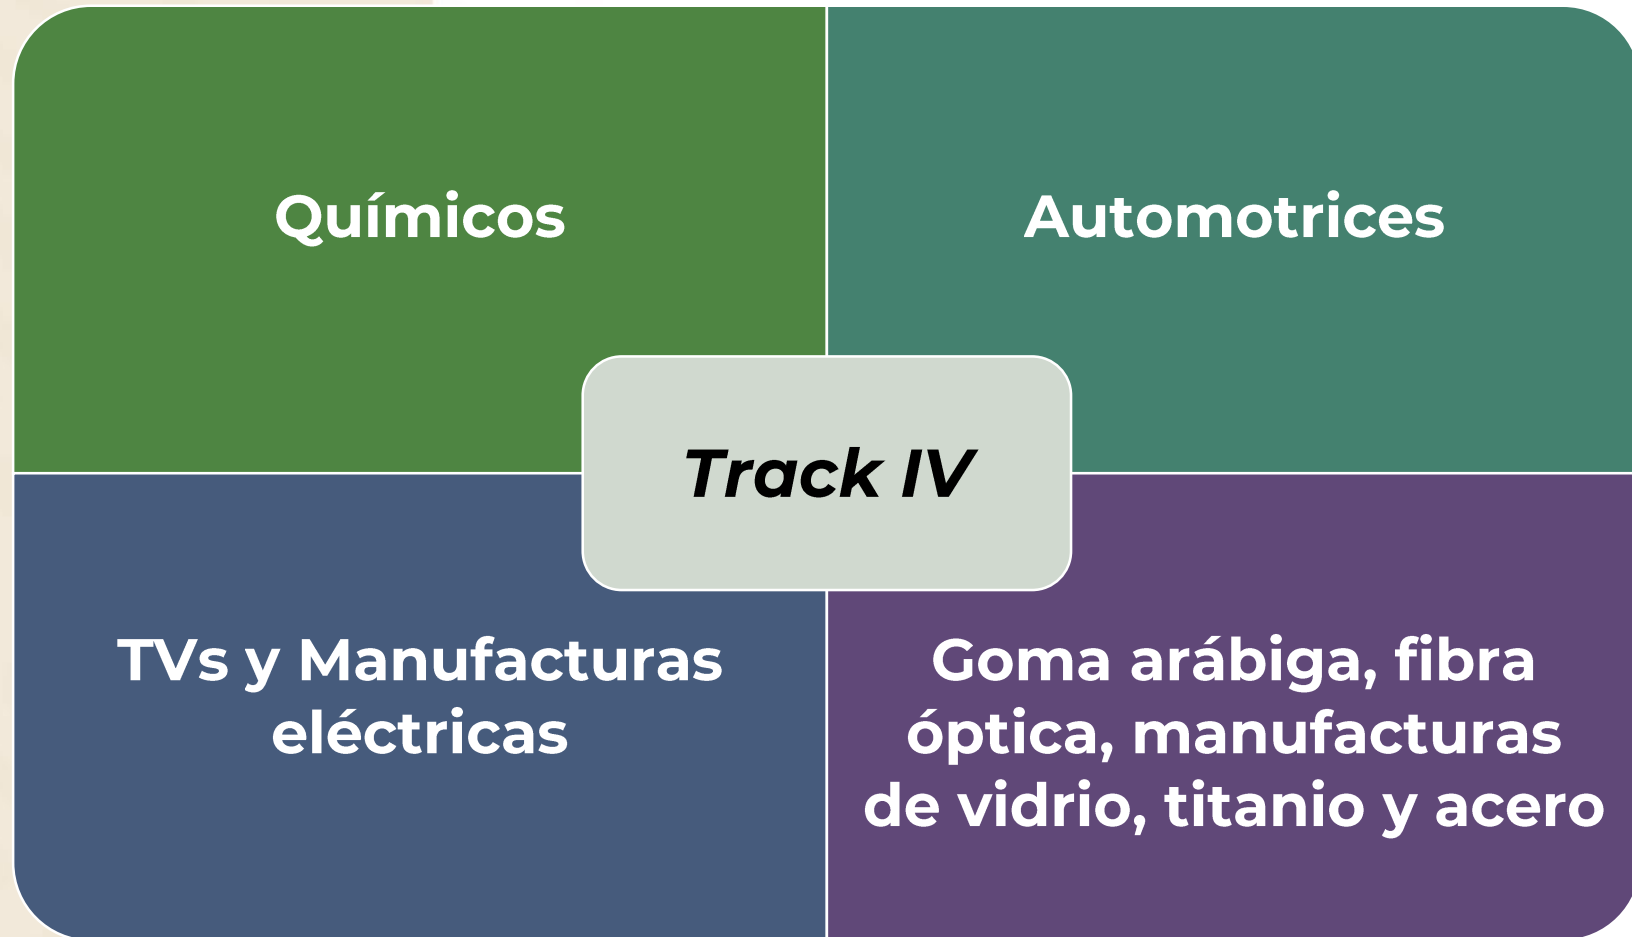 Químicos
Automotrices
Track IV
TVs y Manufacturas
eléctricas
Goma arábiga, fibra
óptica, manufacturas
de vidrio, titanio y acero